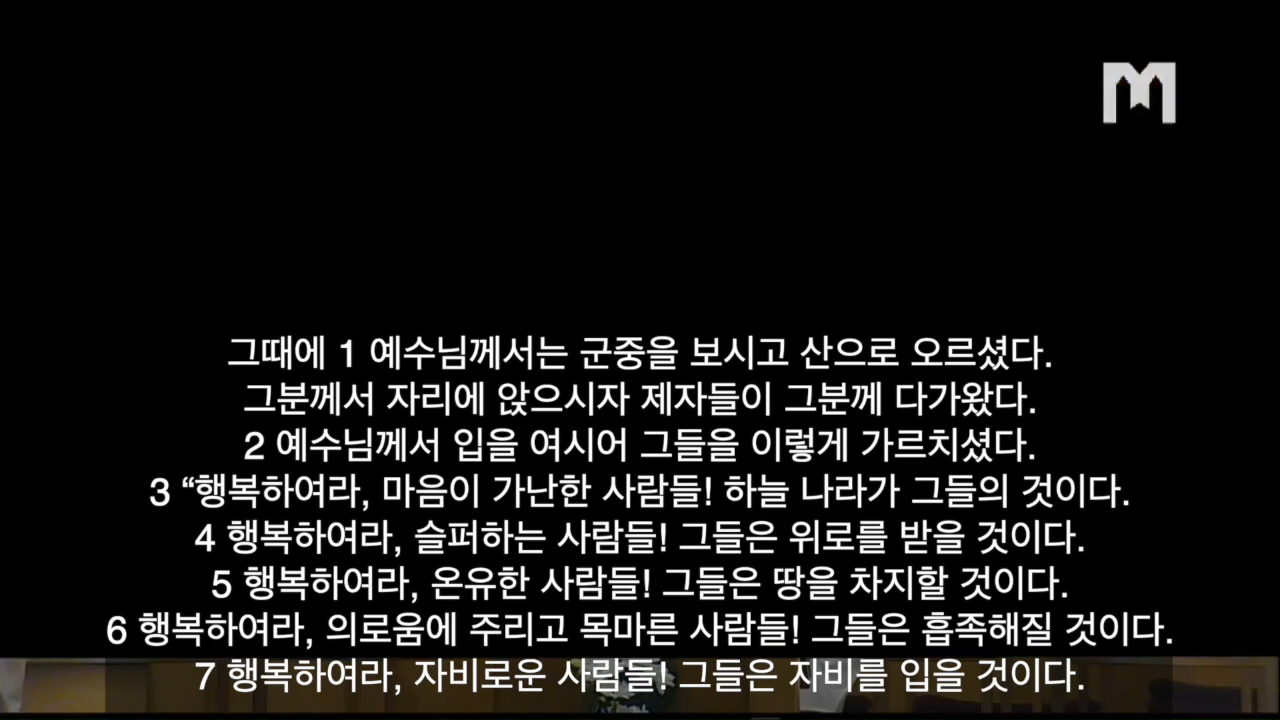 그때에 1 예수님께서는 군중을 보시고 산으로 오르셨다.
그분께서 자리에 앉으시자 제자들이 그분께 다가왔다.
2 예수님께서 입을 여시어 그들을 이렇게 가르치셨다.
3 “행복하여라, 마음이 가난한 사람들! 하늘 나라가 그들의 것이다.
4 행복하여라, 슬퍼하는 사람들! 그들은 위로를 받을 것이다.
5 행복하여라, 온유한 사람들! 그들은 땅을 차지할 것이다.
6 행복하여라, 의로움에 주리고 목마른 사람들! 그들은 흡족해질 것이다.
7 행복하여라, 자비로운 사람들! 그들은 자비를 입을 것이다.